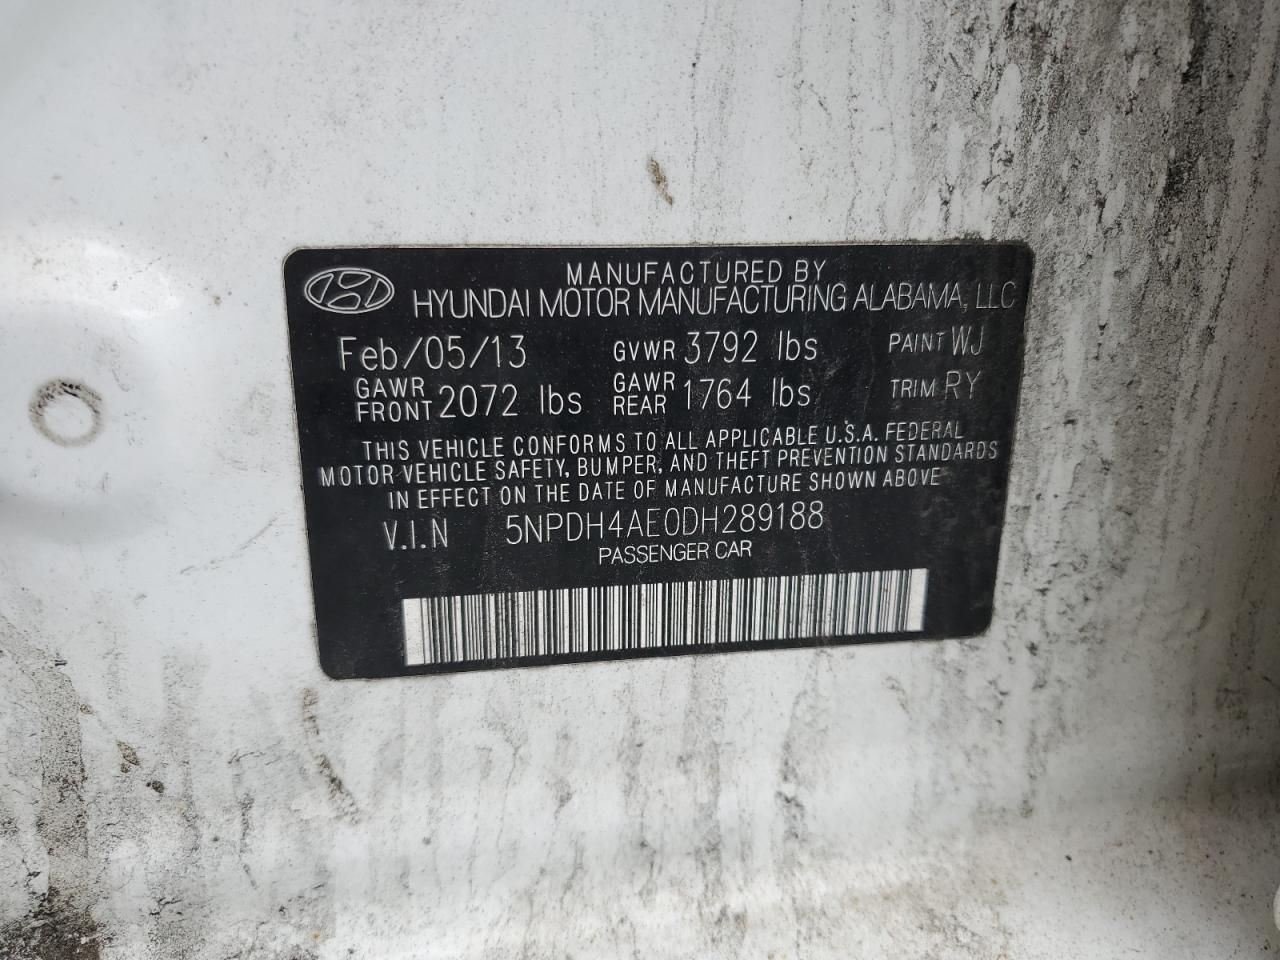 MANUFACTURED BY
HYUNDAI MOTOR MANUFACTURING ALABAMA, LLC
Feb/05/13 GVWR 3792 lbs PAINT WJ
GAWR FRONT 2072 lbs GAWR REAR 1764 lbs TRIM RY
THIS VEHICLE CONFORMS TO ALL APPLICABLE U.S.A. FEDERAL
MOTOR VEHICLE SAFETY, BUMPER, AND THEFT PREVENTION STANDARDS
IN EFFECT ON THE DATE OF MANUFACTURE SHOWN ABOVE
V.I.N 5NPDH4AE0DH289188
PASSENGER CAR